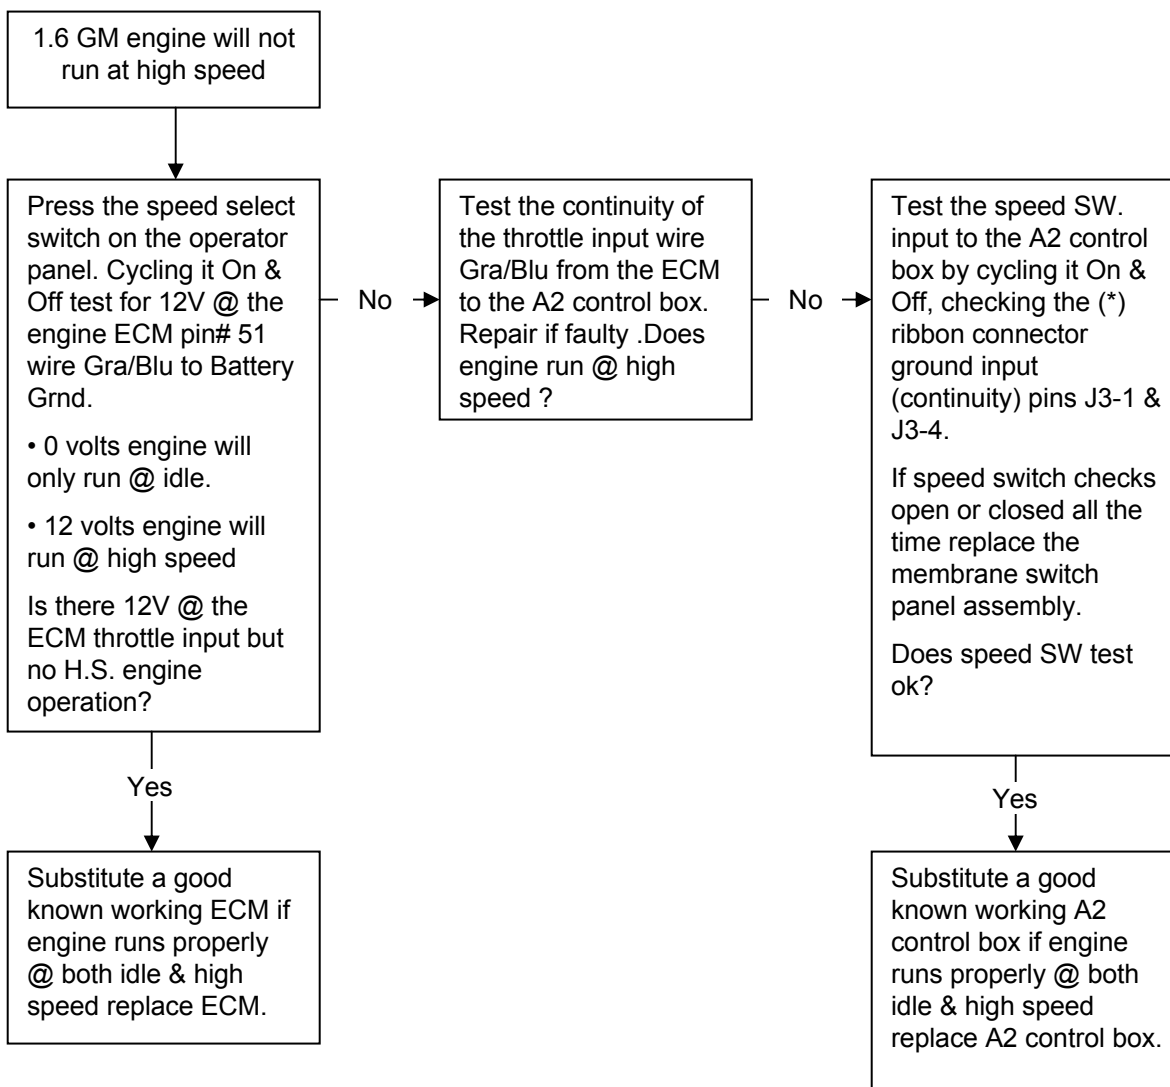 1.6 GM engine will not
run at high speed
Press the speed select
switch on the operator
panel. Cycling it On &
Off test for 12V @ the
engine ECM pin# 51
wire Gra/Blu to Battery
Grnd.
• 0 volts engine will
only run @ idle.
• 12 volts engine will
run @ high speed
Is there 12V @ the
ECM throttle input but
no H.S. engine
operation?
No
Test the continuity of
the throttle input wire
Gra/Blu from the ECM
to the A2 control box.
Repair if faulty .Does
engine run @ high
speed ?
No
Test the speed SW.
input to the A2 control
box by cycling it On &
Off, checking the (*)
ribbon connector
ground input
(continuity) pins J3-1 &
J3-4.
If speed switch checks
open or closed all the
time replace the
membrane switch
panel assembly.
Does speed SW test
ok?
Yes
Substitute a good
known working ECM if
engine runs properly
@ both idle & high
speed replace ECM.
Yes
Substitute a good
known working A2
control box if engine
runs properly @ both
idle & high speed
replace A2 control box.